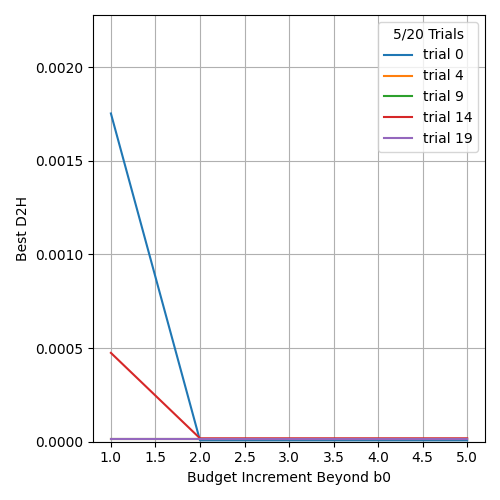 5/20 Trials
trial 0
trial 4
trial 9
trial 14
trial 19
Best D2H
0.0020
0.0015
0.0010
0.0005
0.0000
1.0 1.5 2.0 2.5 3.0 3.5 4.0 4.5 5.0
Budget Increment Beyond b0